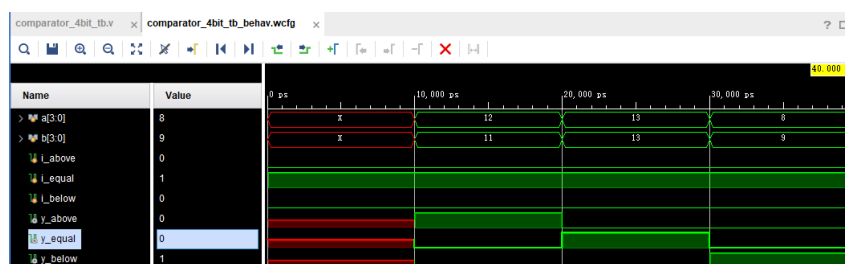 comparator_4bit_tb.v × comparator_4bit_tb_behav.wcfg × ?
40.000
Name Value 0 ps 10,000 ps 20,000 ps 30,000 ps
> a[3:0] 8 X 12 13 8
> b[3:0] 9 X 11 13 9
i_above 0
i_equal 1
i_below 0
y_above 0
y_equal 0
y_below 1